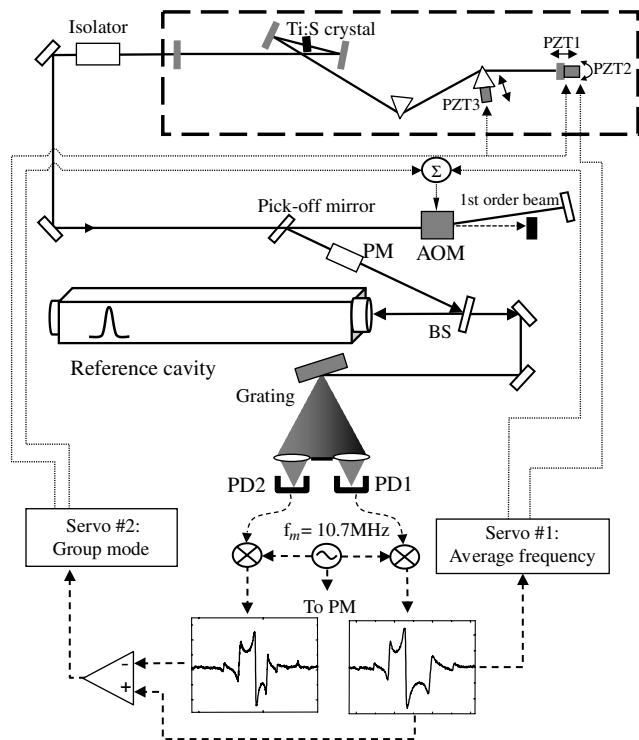 Isolator
Ti:S crystal
PZT1
PZT2
PZT3
Σ
1st order beam
Pick-off mirror
AOM
PM
BS
Reference cavity
Grating
PD2
PD1
Servo #2:
Group mode
fm = 10.7MHz
Servo #1:
Average frequency
To PM
-
+